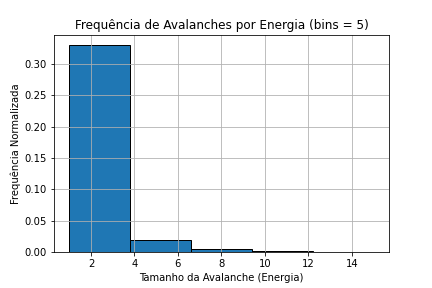 Frequência de Avalanches por Energia (bins = 5)
Frequência Normalizada
0.30
0.25
0.20
0.15
0.10
0.05
0.00
2 4 6 8 10 12 14
Tamanho da Avalanche (Energia)